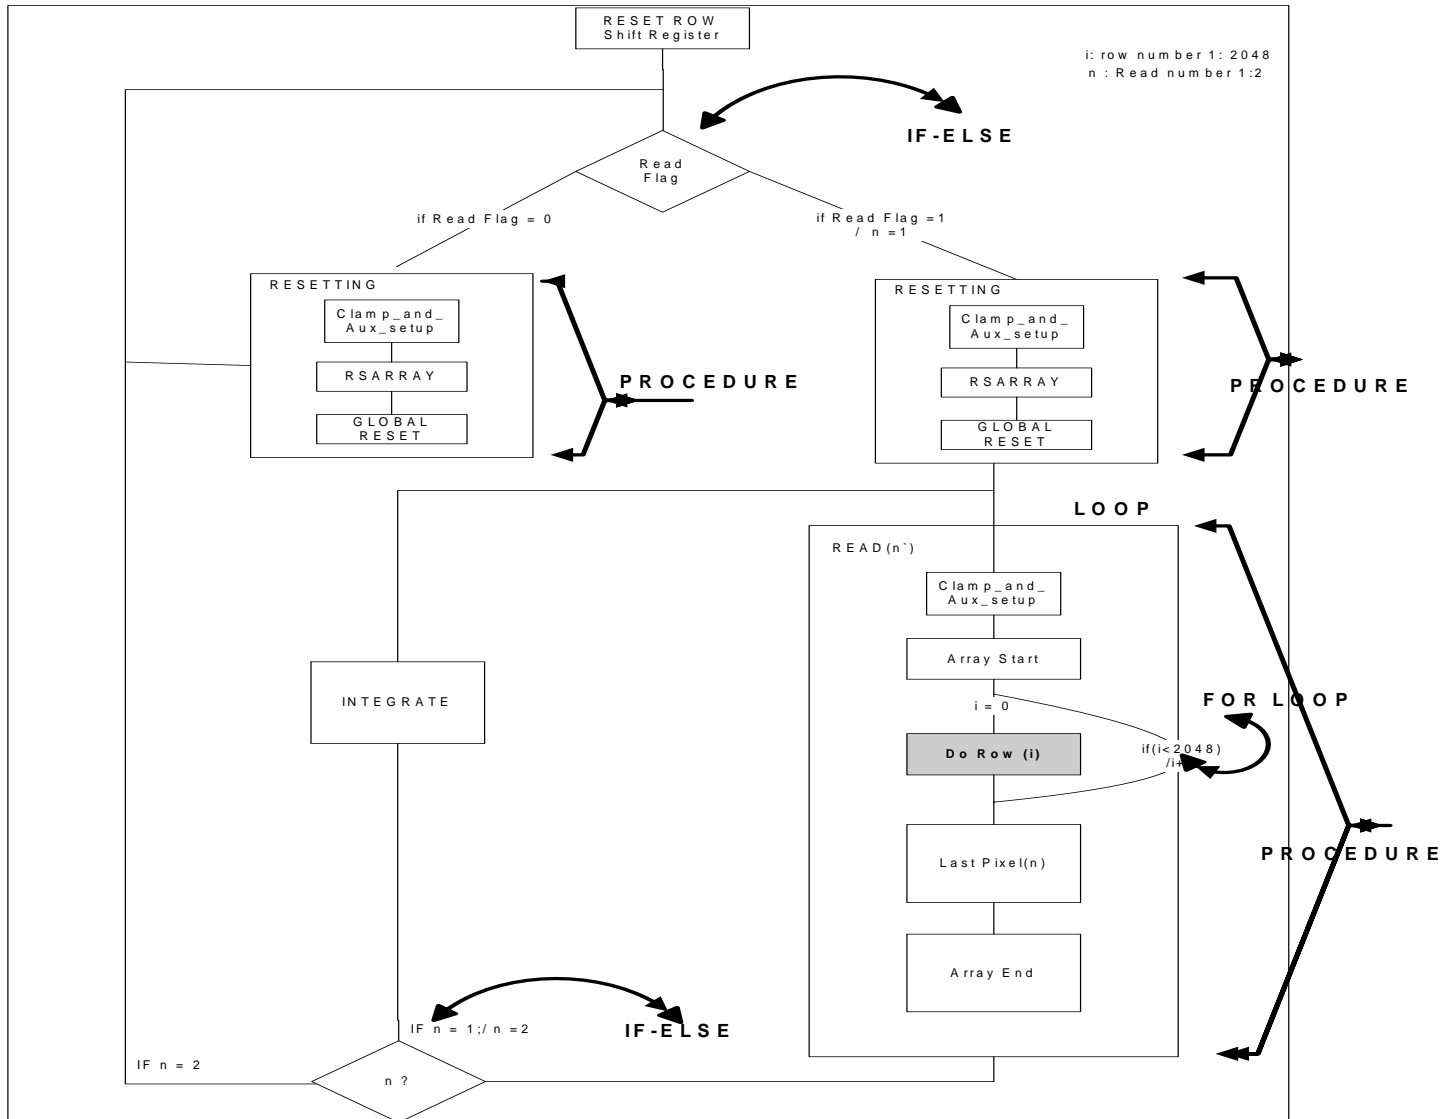 RESET ROW
Shift Register
i: row number 1: 2048
n : Read number 1:2
IF-ELSE
Read
Flag
if Read Flag = 0
if Read Flag =1
/ n =1
RESETTING
Clamp_and_
Aux_setup
RSARRAY
GLOBAL
RESET
PROCEDURE
RESETTING
Clamp_and_
Aux_setup
RSARRAY
GLOBAL
RESET
PROCEDURE
LOOP
READ(n`)
Clamp_and_
Aux_setup
Array Start
i = 0
Do Row (i)
FOR LOOP
if(i<2048)
/i+
INTEGRATE
Last Pixel(n)
PROCEDURE
Array End
IF n = 1;/ n =2
IF-ELSE
IF n = 2
n ?